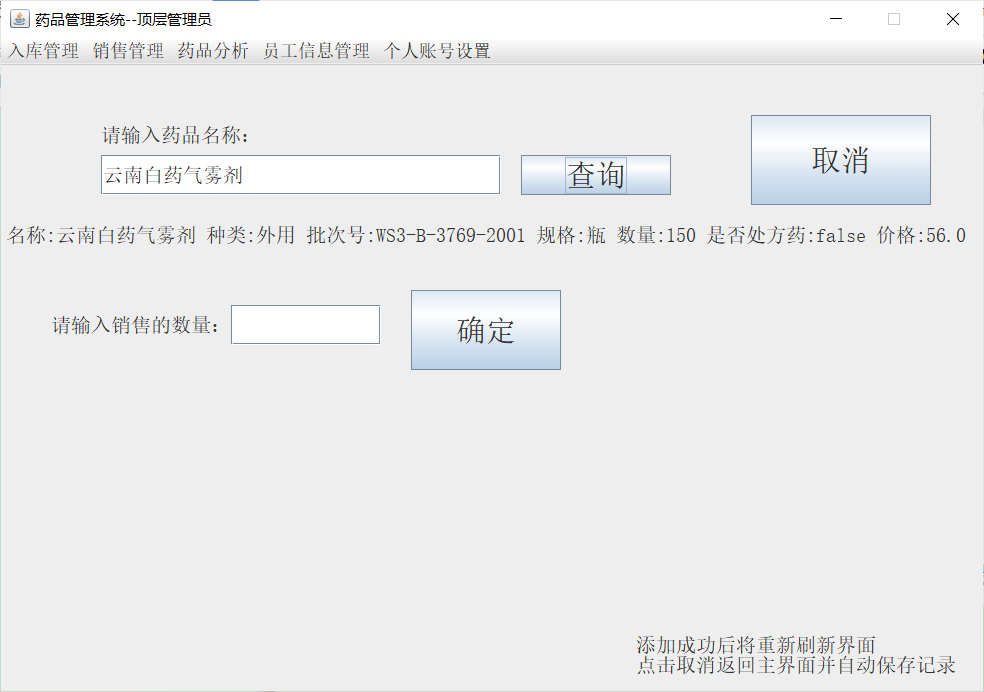 药品管理系统--顶层管理员
入库管理 销售管理 药品分析 员工信息管理 个人账号设置
请输入药品名称:
取消
云南白药气雾剂
查询
名称:云南白药气雾剂 种类:外用 批次号:WS3-B-3769-2001 规格:瓶 数量:150 是否处方药:false 价格:56.0
请输入销售的数量:
确定
添加成功后将重新刷新界面
点击取消返回主界面并自动保存记录